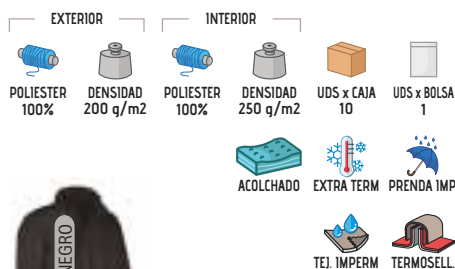 EXTERIOR INTERIOR
POLIESTER DENSIDAD POLIESTER DENSIDAD UDS x CAJA UDS x BOLSA
100% 200 g/m2 100% 250 g/m2 10 1
ACOLCHADO EXTRA TERM PRENDA IMP
NEGRO
TEJ. IMPERM TERMOSELL.